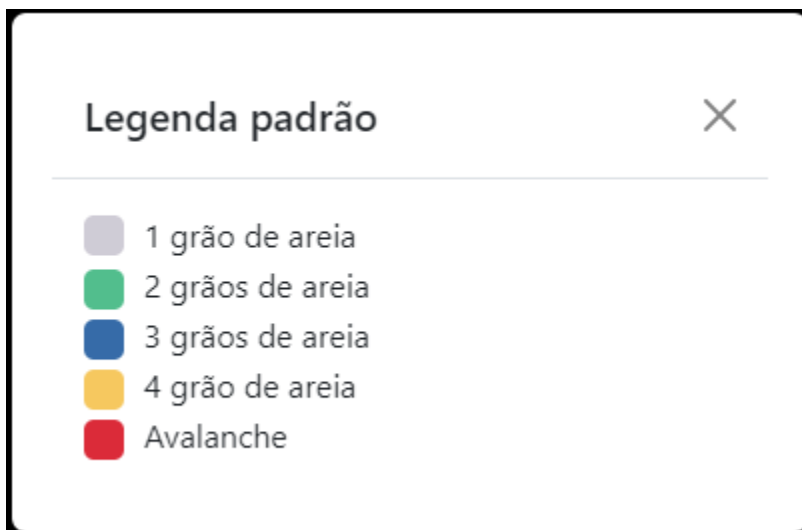 Legenda padrão
1 grão de areia
2 grãos de areia
3 grãos de areia
4 grão de areia
Avalanche